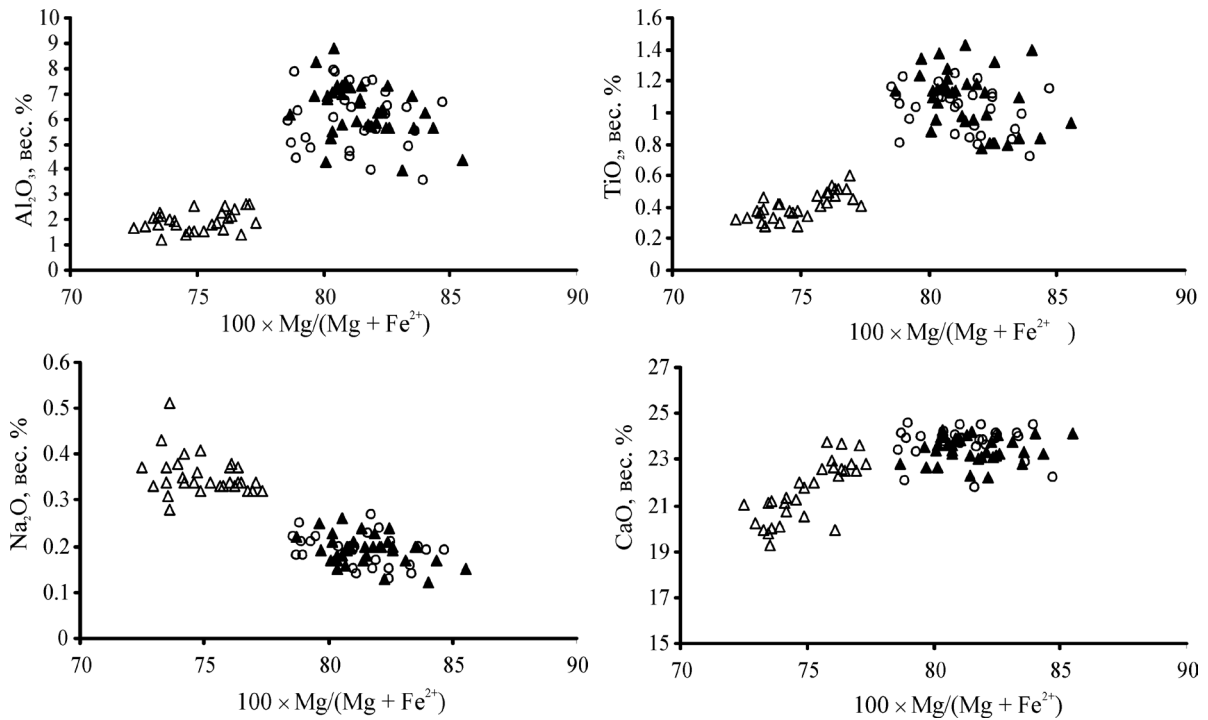 10
9
8
7
6
5
4
3
2
1
0
Al₂O₃, вес. %
70 75 80 85 90
100 × Mg/(Mg + Fe²⁺)
1.6
1.4
1.2
1
0.8
0.6
0.4
0.2
0
TiO₂, вес. %
70 75 80 85 90
100 × Mg/(Mg + Fe²⁺ )
0.6
0.5
0.4
0.3
0.2
0.1
0
Na₂O, вес. %
70 75 80 85 90
100 × Mg/(Mg + Fe²⁺)
27
25
23
21
19
17
15
CaO, вес. %
70 75 80 85 90
100 × Mg/(Mg + Fe²⁺)